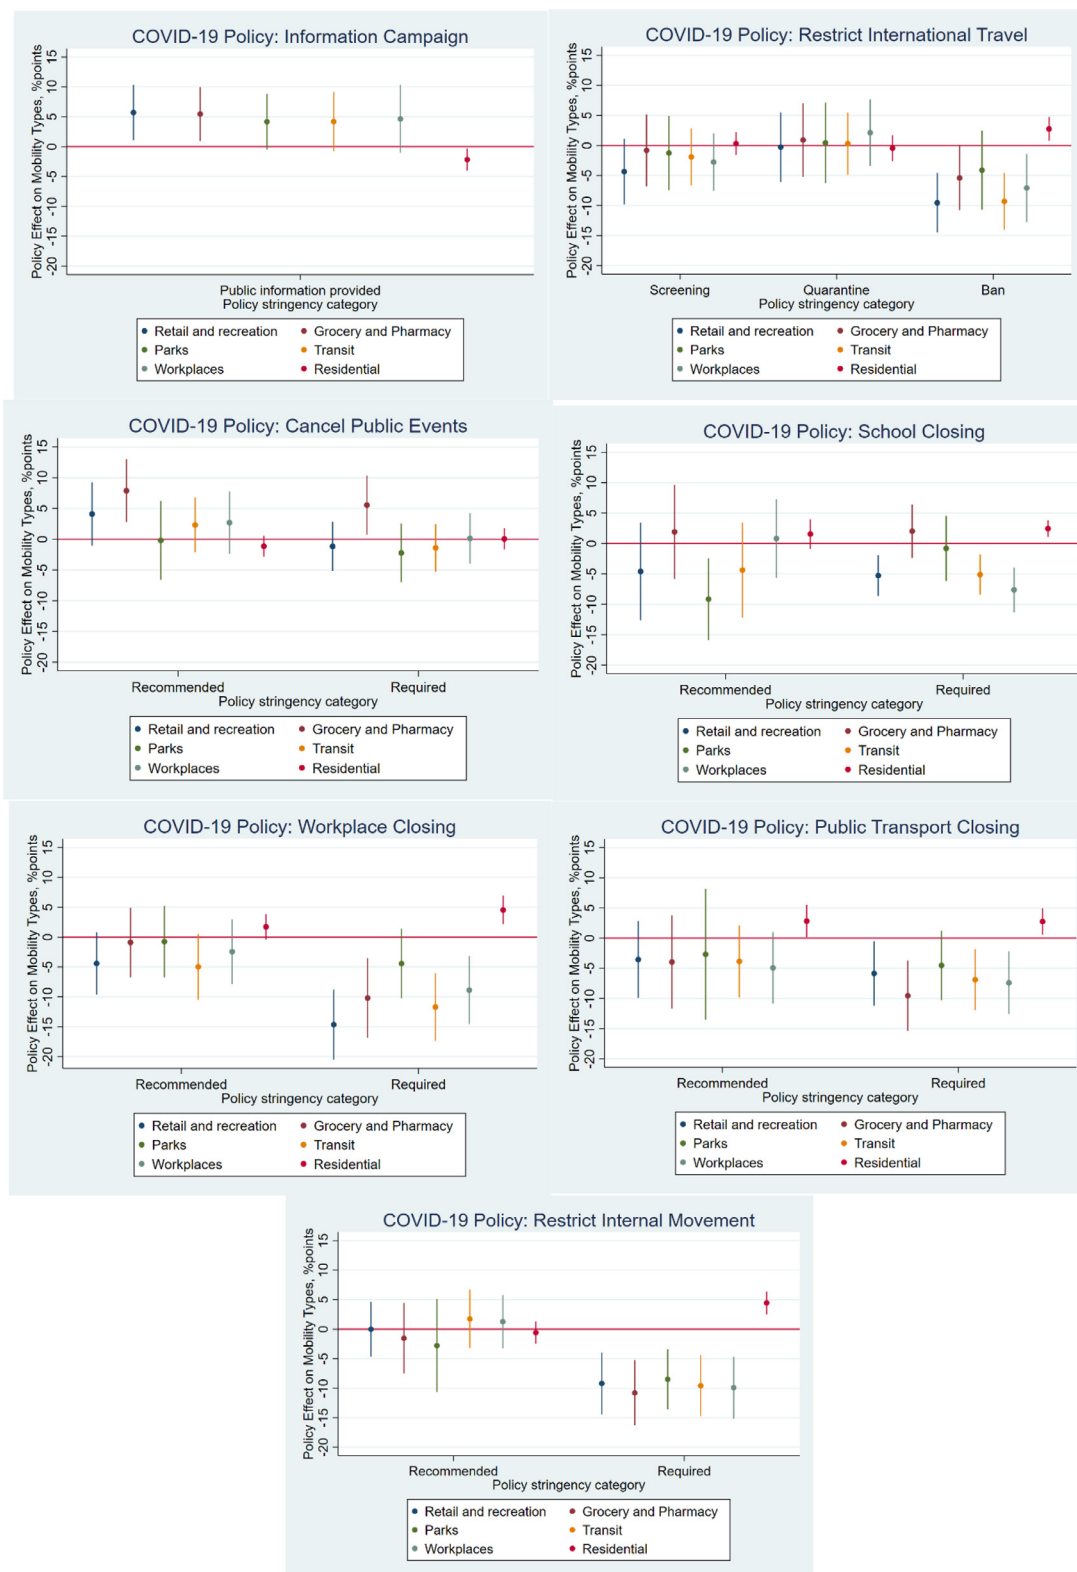 COVID-19 Policy: Information Campaign
Policy Effect on Mobility Types, %points
15
10
5
0
-5
-10
-15
-20
Public information provided
Policy stringency category
Retail and recreation
Grocery and Pharmacy
Parks
Transit
Workplaces
Residential
COVID-19 Policy: Restrict International Travel
Policy Effect on Mobility Types, %points
15
10
5
0
-5
-10
-15
-20
Screening Quarantine Ban
Policy stringency category
Retail and recreation
Grocery and Pharmacy
Parks
Transit
Workplaces
Residential
COVID-19 Policy: Cancel Public Events
Policy Effect on Mobility Types, %points
15
10
5
0
-5
-10
-15
-20
Recommended Required
Policy stringency category
Retail and recreation
Grocery and Pharmacy
Parks
Transit
Workplaces
Residential
COVID-19 Policy: School Closing
Policy Effect on Mobility Types, %points
15
10
5
0
-5
-10
-15
-20
Recommended Required
Policy stringency category
Retail and recreation
Grocery and Pharmacy
Parks
Transit
Workplaces
Residential
COVID-19 Policy: Workplace Closing
Policy Effect on Mobility Types, %points
15
10
5
0
-5
-10
-15
-20
Recommended Required
Policy stringency category
Retail and recreation
Grocery and Pharmacy
Parks
Transit
Workplaces
Residential
COVID-19 Policy: Public Transport Closing
Policy Effect on Mobility Types, %points
15
10
5
0
-5
-10
-15
-20
Recommended Required
Policy stringency category
Retail and recreation
Grocery and Pharmacy
Parks
Transit
Workplaces
Residential
COVID-19 Policy: Restrict Internal Movement
Policy Effect on Mobility Types, %points
15
10
5
0
-5
-10
-15
-20
Recommended Required
Policy stringency category
Retail and recreation
Grocery and Pharmacy
Parks
Transit
Workplaces
Residential